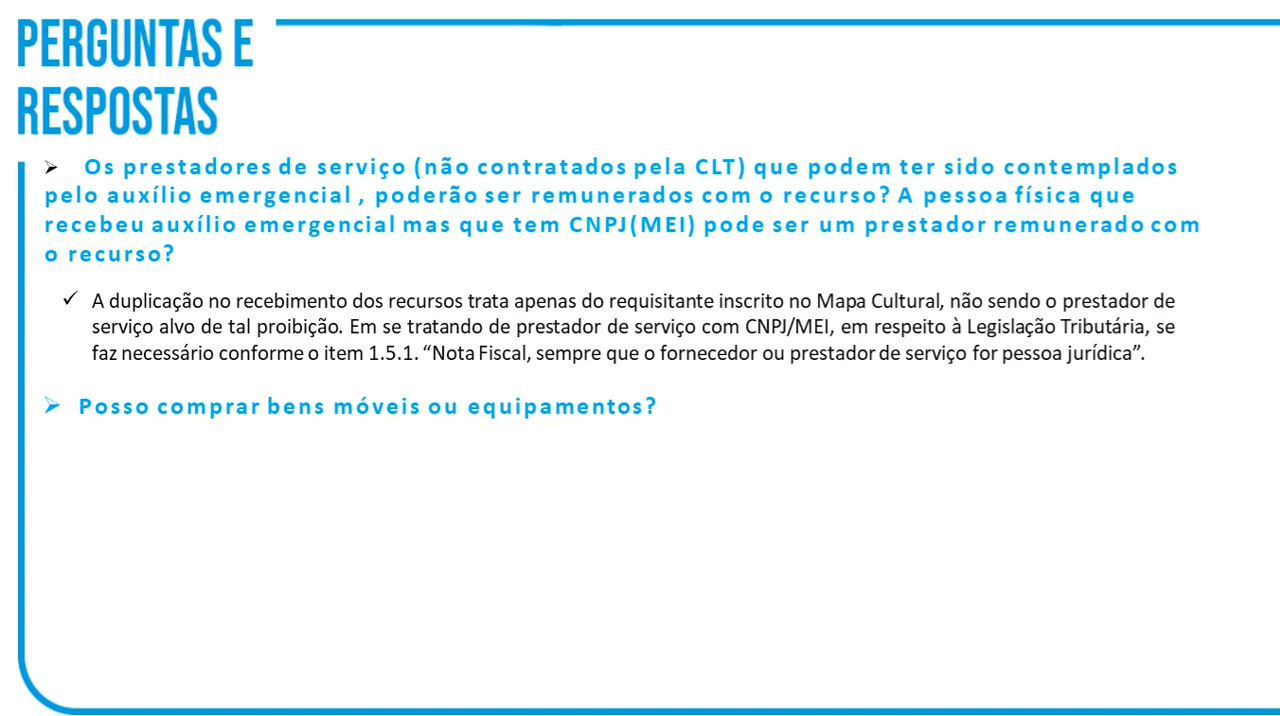 PERGUNTAS E
RESPOSTAS
➢ Os prestadores de serviço (não contratados pela CLT) que podem ter sido contemplados
pelo auxílio emergencial , poderão ser remunerados com o recurso? A pessoa física que
recebeu auxílio emergencial mas que tem CNPJ(MEI) pode ser um prestador remunerado com
o recurso?
✓ A duplicação no recebimento dos recursos trata apenas do requisitante inscrito no Mapa Cultural, não sendo o prestador de
serviço alvo de tal proibição. Em se tratando de prestador de serviço com CNPJ/MEI, em respeito à Legislação Tributária, se
faz necessário conforme o item 1.5.1. “Nota Fiscal, sempre que o fornecedor ou prestador de serviço for pessoa jurídica”.
➢ Posso comprar bens móveis ou equipamentos?